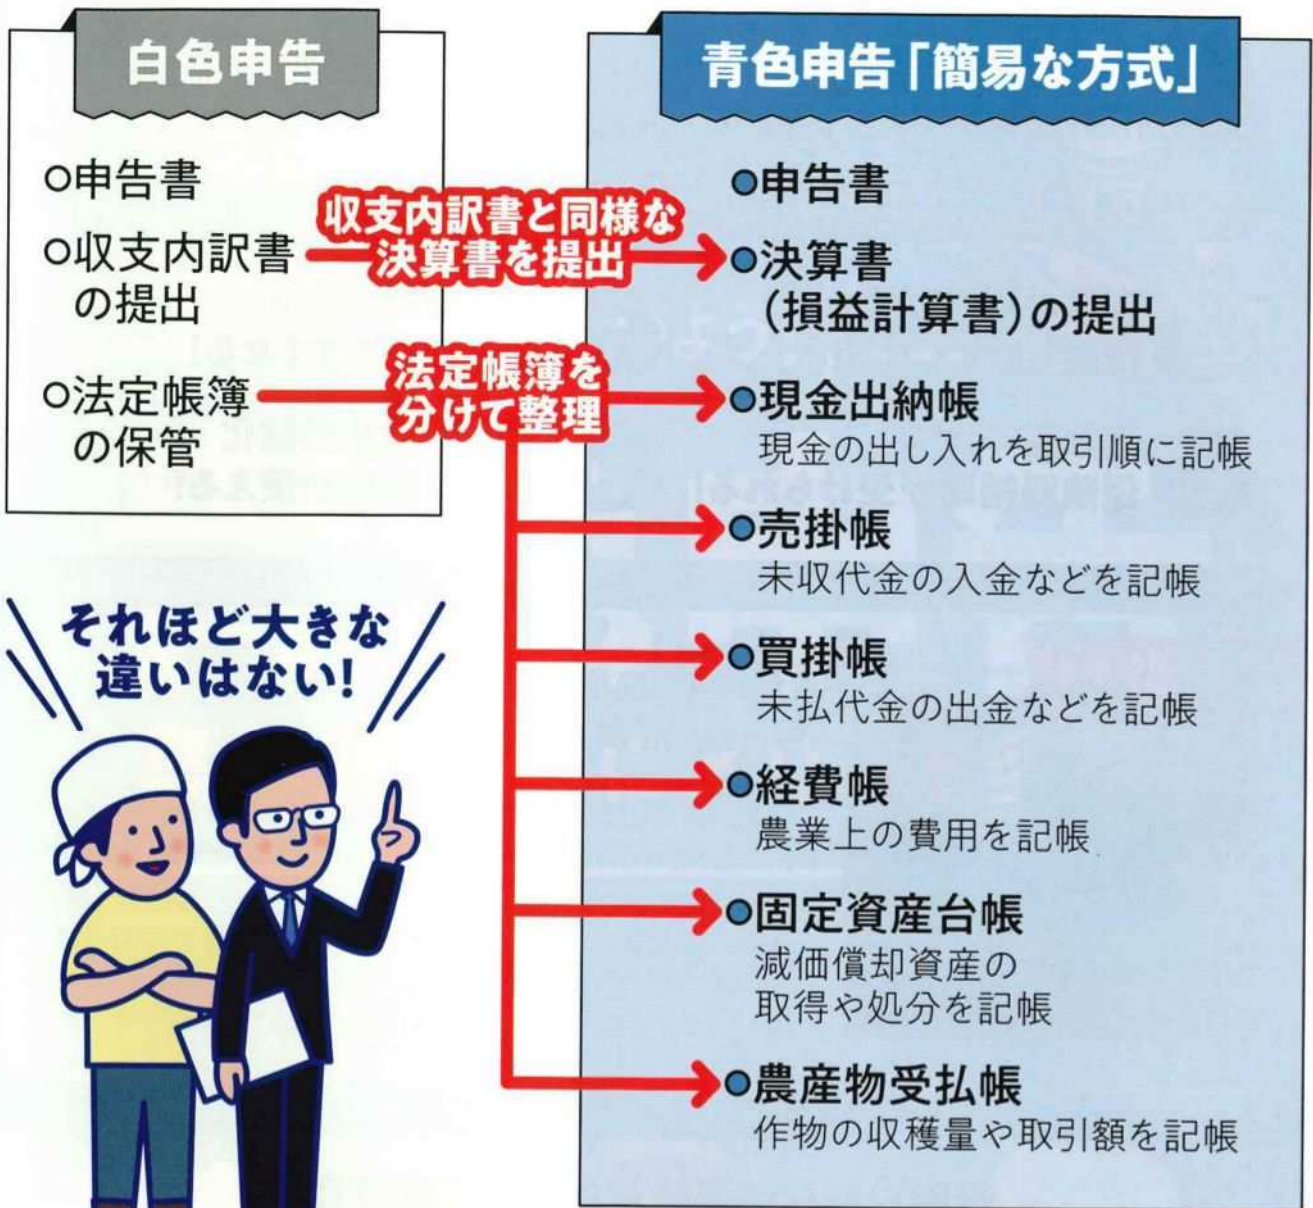 白色申告
○申告書
○収支内訳書
の提出
○法定帳簿
の保管
収支内訳書と同様な
決算書を提出
法定帳簿を
分けて整理
青色申告「簡易な方式」
●申告書
●決算書
(損益計算書)の提出
●現金出納帳
現金の出し入れを取引順に記帳
●売掛帳
未収代金の入金などを記帳
●買掛帳
未払代金の出金などを記帳
●経費帳
農業上の費用を記帳
●固定資産台帳
減価償却資産の
取得や処分を記帳
●農産物受払帳
作物の収穫量や取引額を記帳
それほど大きな
違いはない!